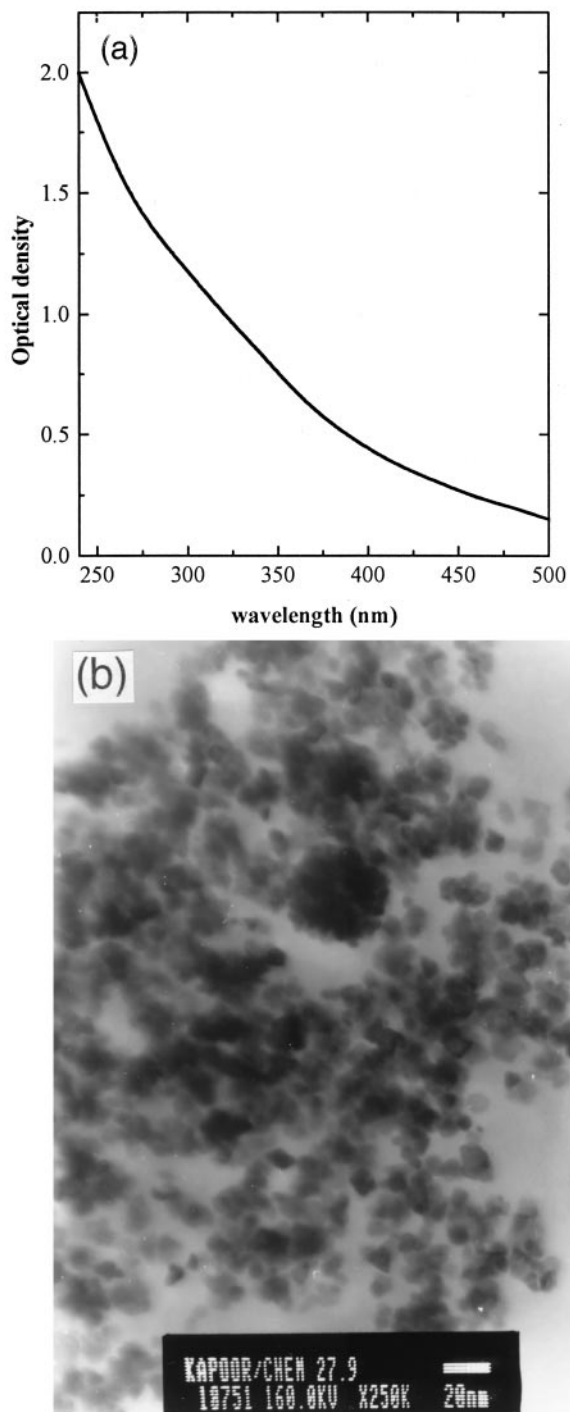 (a)
2.0
1.5
1.0
0.5
0.0
Optical density
250 300 350 400 450 500
wavelength (nm)
(b)
KAPOOR/CHEM 27.9
10751 160.0KV X250K 20nm